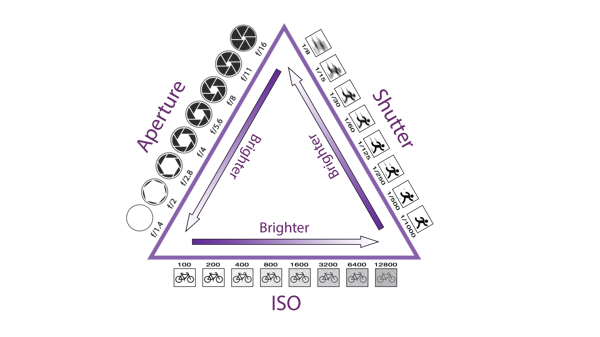 Aperture
f/16
f/11
f/8
f/5.6
f/4
f/2.8
f/2
f/1.4
Shutter
1/8
1/15
1/30
1/60
1/125
1/250
1/500
1/1000
Brighter
Brighter
Brighter
100 200 400 800 1600 3200 6400 12800
ISO